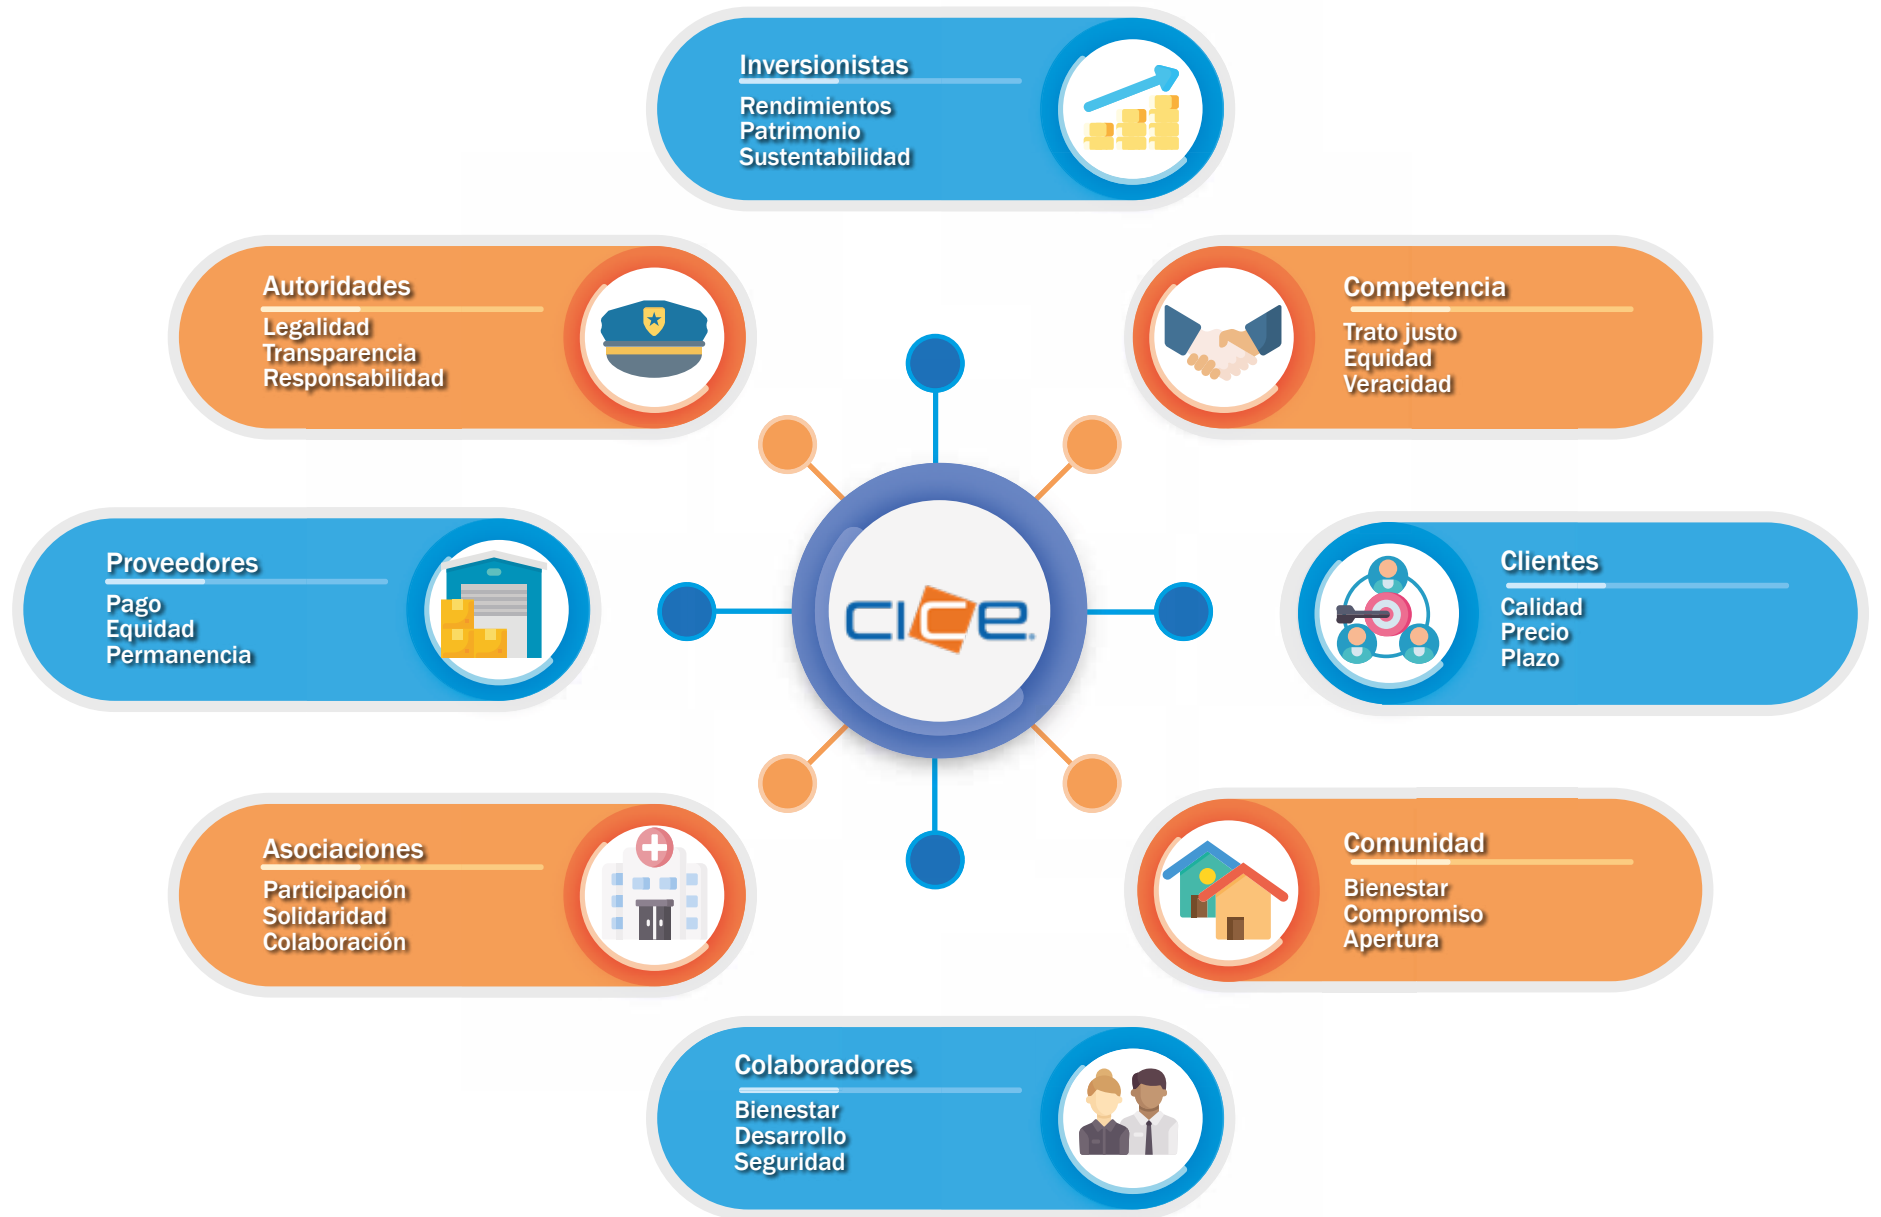 Inversionistas
Rendimientos
Patrimonio
Sustentabilidad
Autoridades
Legalidad
Transparencia
Responsabilidad
Competencia
Trato justo
Equidad
Veracidad
Proveedores
Pago
Equidad
Permanencia
cice®
Clientes
Calidad
Precio
Plazo
Asociaciones
Participación
Solidaridad
Colaboración
Comunidad
Bienestar
Compromiso
Apertura
Colaboradores
Bienestar
Desarrollo
Seguridad